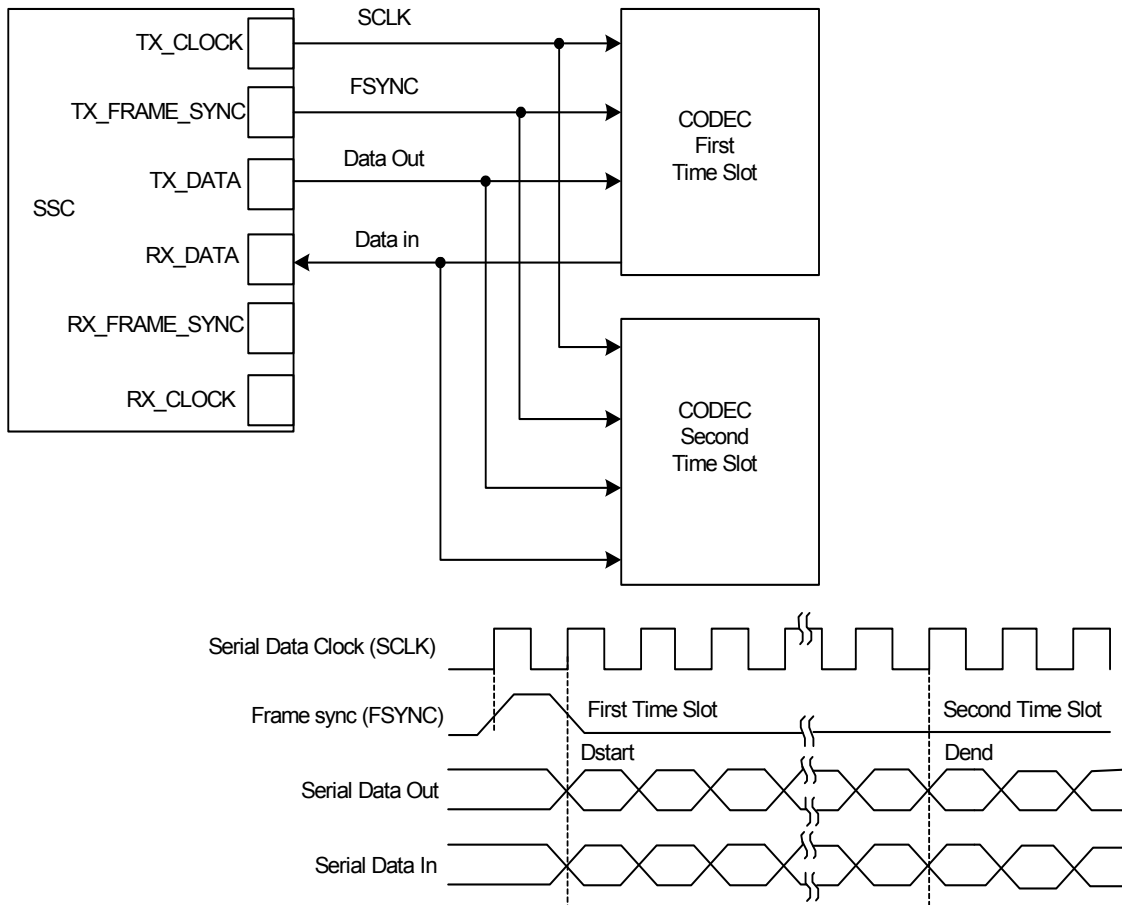 SCLK
TX_CLOCK
FSYNC
TX_FRAME_SYNC
CODEC
First
Time Slot
Data Out
TX_DATA
SSC
Data in
RX_DATA
RX_FRAME_SYNC
RX_CLOCK
CODEC
Second
Time Slot
Serial Data Clock (SCLK)
Frame sync (FSYNC)
First Time Slot
Second Time Slot
Dstart
Dend
Serial Data Out
Serial Data In